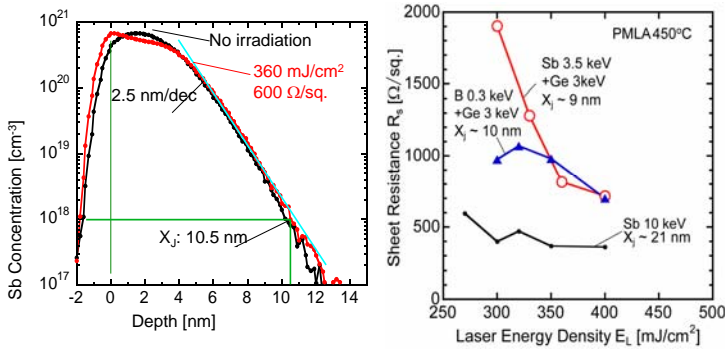 10²¹
10²⁰
10¹⁹
10¹⁸
10¹⁷
Sb Concentration [cm⁻³]
No irradiation
360 mJ/cm²
600 Ω/sq.
2.5 nm/dec
X_J: 10.5 nm
-2 0 2 4 6 8 10 12 14
Depth [nm]
2000
1500
1000
500
0
Sheet Resistance R_s [Ω/sq.]
PMLA 450°C
Sb 3.5 keV
+Ge 3keV
X_j ~ 9 nm
B 0.3 keV
+Ge 3 keV
X_j ~ 10 nm
Sb 10 keV
X_j ~ 21 nm
250 300 350 400 450 500
Laser Energy Density E_L [mJ/cm²]